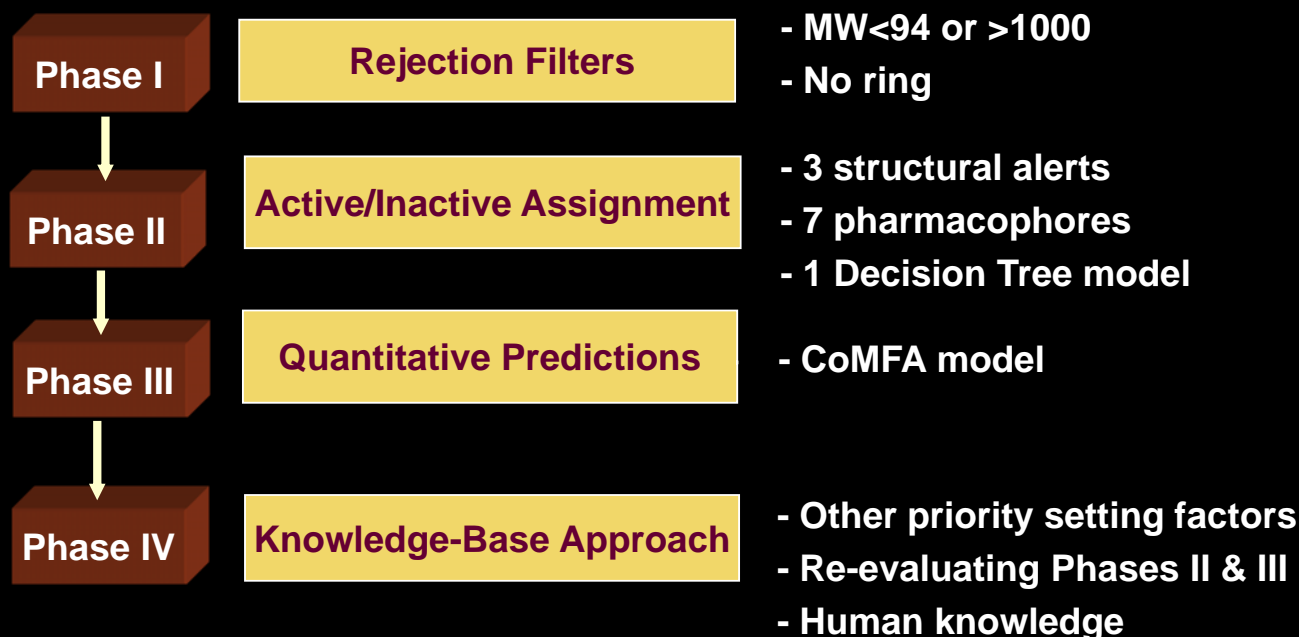 Phase I
Rejection Filters
- MW<94 or >1000
- No ring
Phase II
Active/Inactive Assignment
- 3 structural alerts
- 7 pharmacophores
- 1 Decision Tree model
Phase III
Quantitative Predictions
- CoMFA model
Phase IV
Knowledge-Base Approach
- Other priority setting factors
- Re-evaluating Phases II & III
- Human knowledge